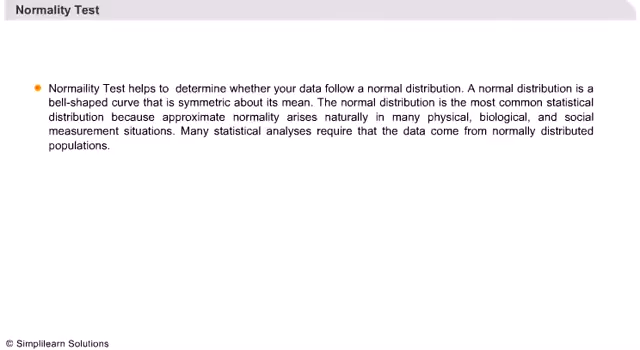 Normality Test
Normaility Test helps to determine whether your data follow a normal distribution. A normal distribution is a
bell-shaped curve that is symmetric about its mean. The normal distribution is the most common statistical
distribution because approximate normality arises naturally in many physical, biological, and social
measurement situations. Many statistical analyses require that the data come from normally distributed
populations.
© Simplilearn Solutions